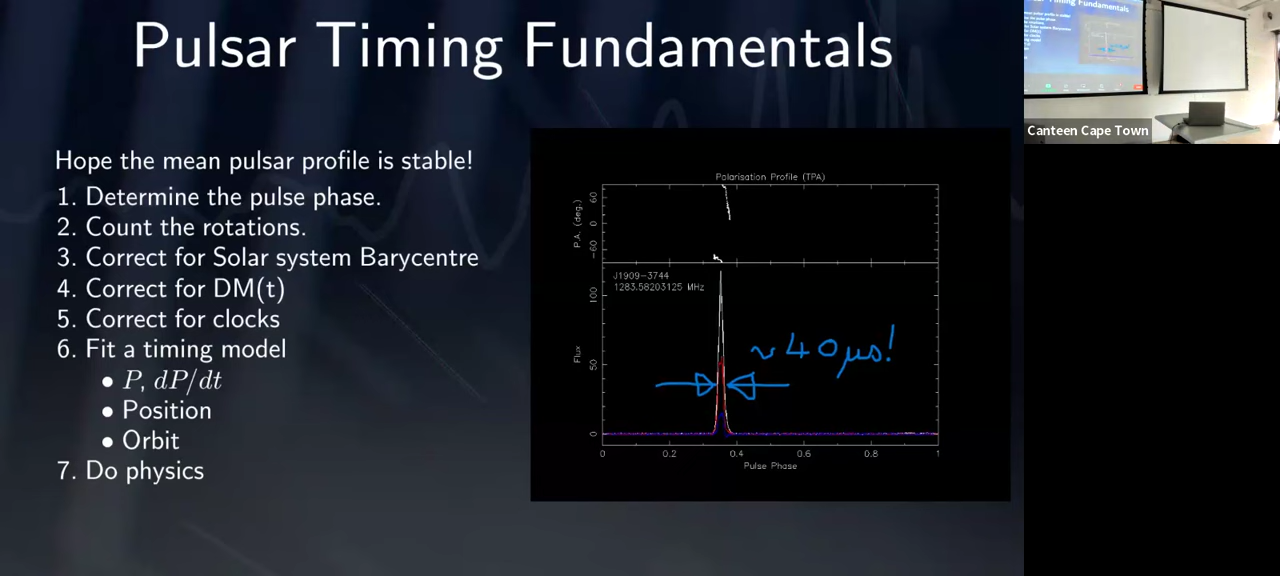 Pulsar Timing Fundamentals
Hope the mean pulsar profile is stable!
1. Determine the pulse phase.
2. Count the rotations.
3. Correct for Solar system Barycentre
4. Correct for DM(t)
5. Correct for clocks
6. Fit a timing model
• P, dP/dt
• Position
• Orbit
7. Do physics
Polarisation Profile (TPA)
P.A. (deg.)
60
0
−60
J1909−3744
1283.58203125 MHz
Flux
100
50
0
~40µs!
0 0.2 0.4 0.6 0.8 1
Pulse Phase
Timing Fundamentals
Canteen Cape Town